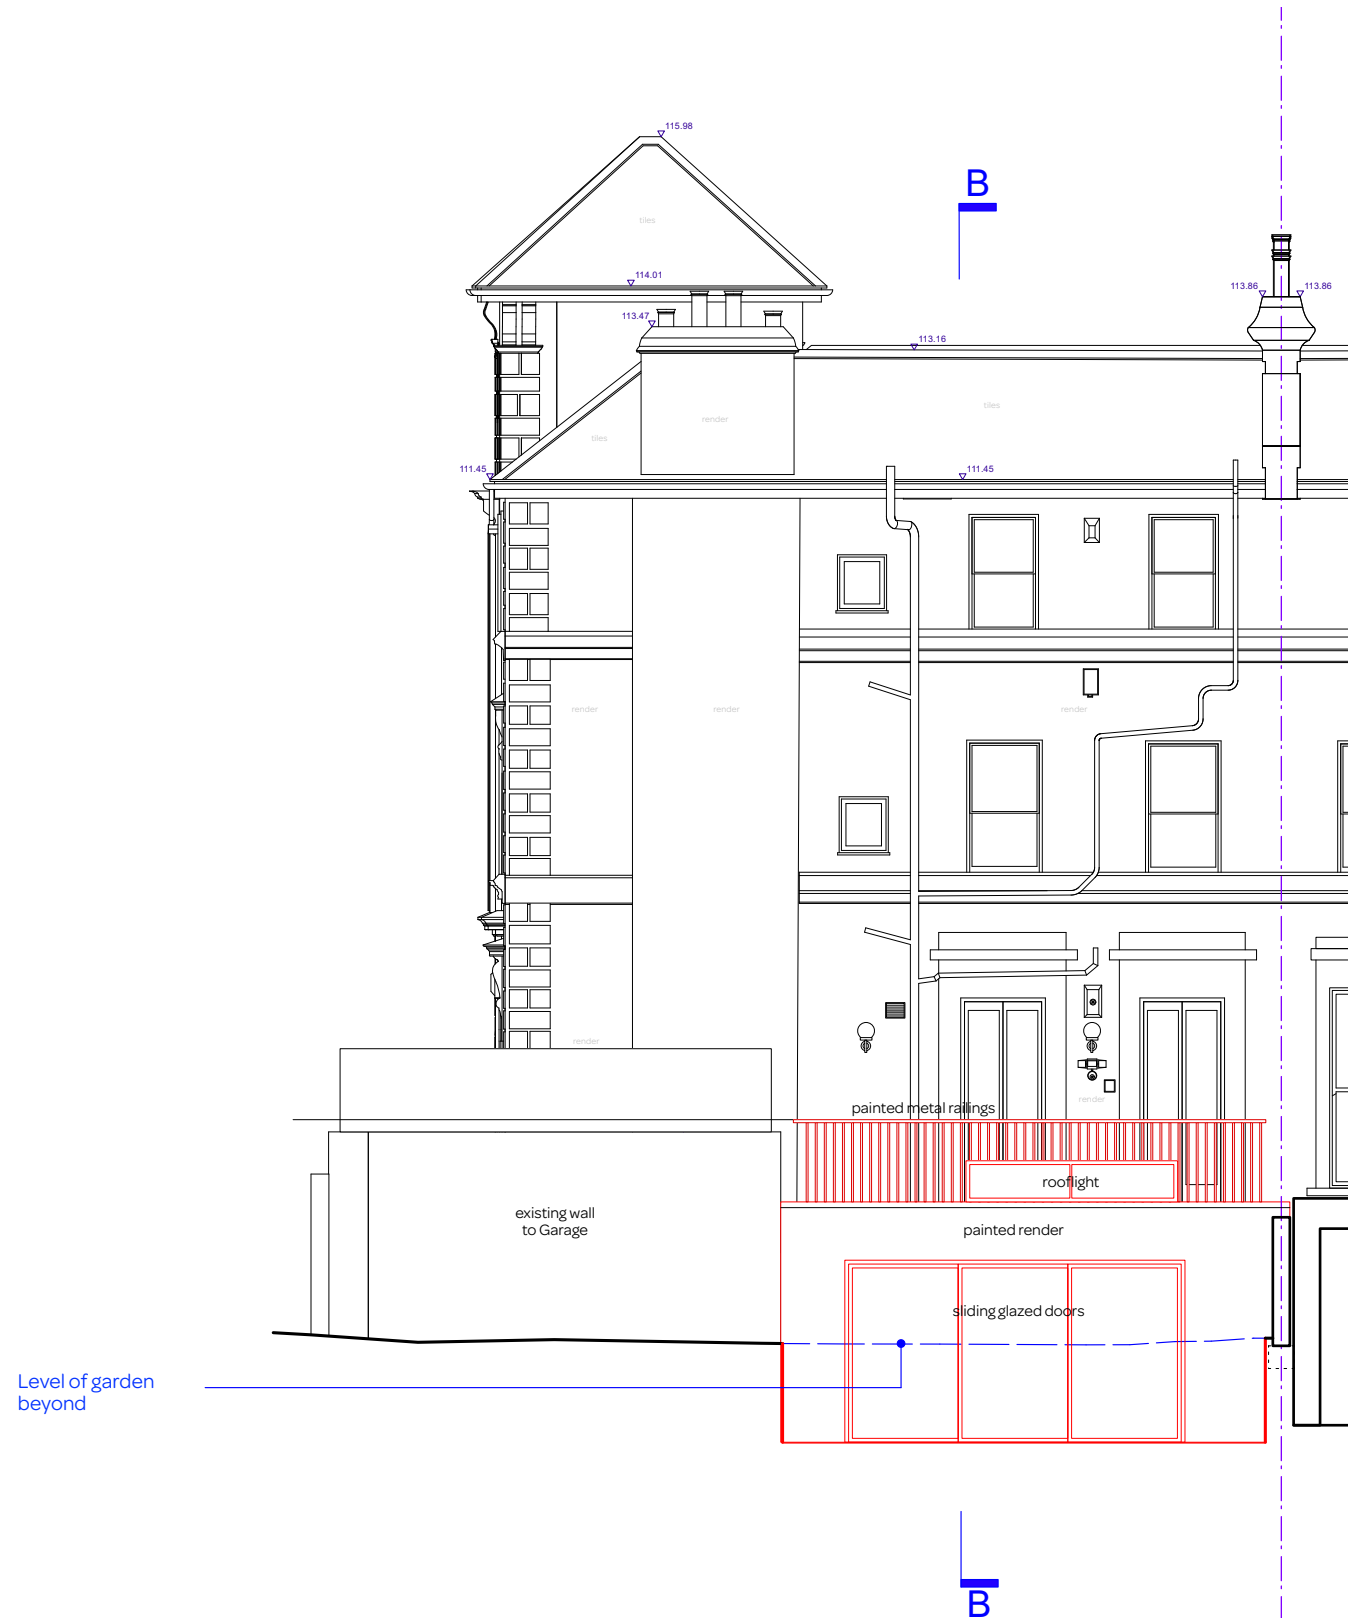 115.98
B
tiles
114.01
113.86
113.86
113.47
113.16
tiles
render
tiles
111.45
111.45
render
render
render
render
render
painted metal railings
rooflight
existing wall
to Garage
painted render
sliding glazed doors
Level of garden
beyond
B